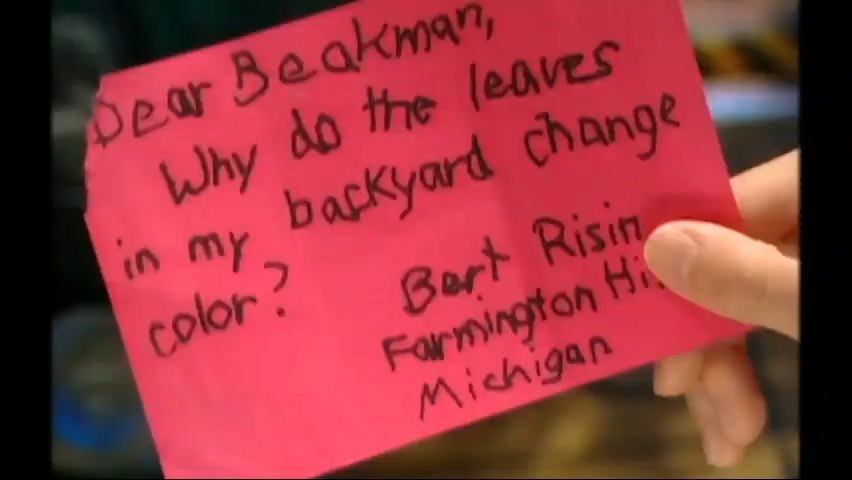 Dear Beakman,
Why do the leaves
in my backyard change
color?
Bert Risin
Farmington Hi
Michigan